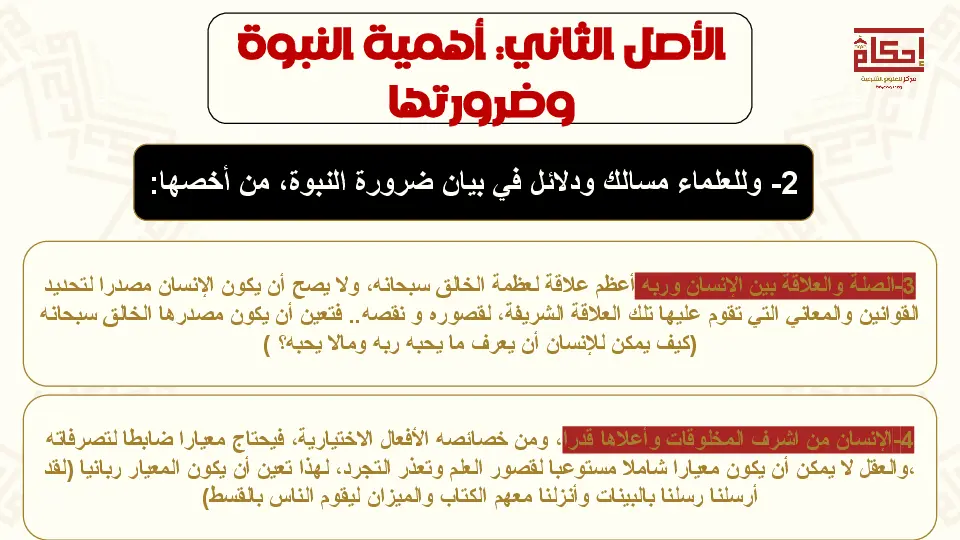 الأصل الثاني: أهمية النبوة
وضرورتها
إحكام
مركز للعلوم الشرعية
2- وللعلماء مسالك ودلائل في بيان ضرورة النبوة، من أخصها:
3-الصلة والعلاقة بين الإنسان وربه أعظم علاقة لعظمة الخالق سبحانه، ولا يصح أن يكون الإنسان مصدرا لتحديد
القوانين والمعاني التي تقوم عليها تلك العلاقة الشريفة، لقصوره و نقصه.. فتعين أن يكون مصدرها الخالق سبحانه
(كيف يمكن للإنسان أن يعرف ما يحبه ربه ومالا يحبه؟ )
4-الإنسان من اشرف المخلوقات وأعلاها قدرا، ومن خصائصه الأفعال الاختيارية، فيحتاج معيارا ضابطا لتصرفاته
،والعقل لا يمكن أن يكون معيارا شاملا مستوعبا لقصور العلم وتعذر التجرد، لهذا تعين أن يكون المعيار ربانيا (لقد
أرسلنا رسلنا بالبينات وأنزلنا معهم الكتاب والميزان ليقوم الناس بالقسط)